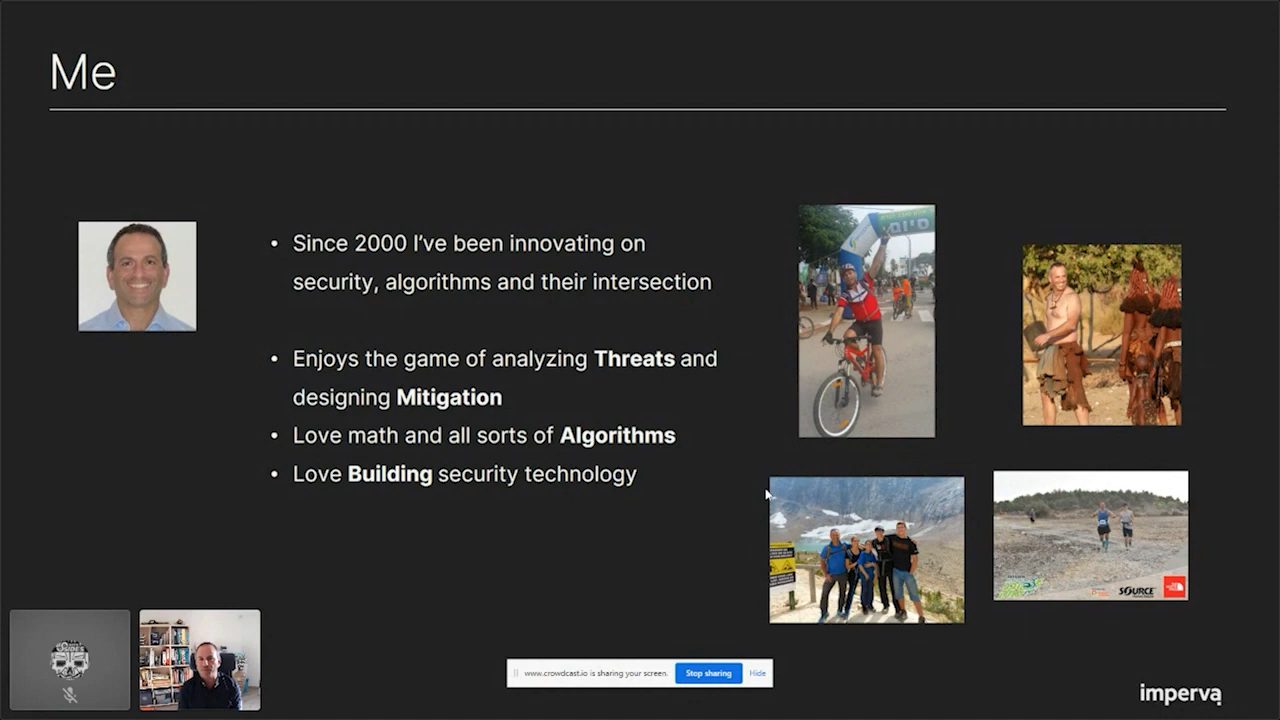 Me
Since 2000 I've been innovating on
security, algorithms and their intersection
Enjoys the game of analyzing Threats and
designing Mitigation
Love math and all sorts of Algorithms
Love Building security technology
SOURCE
SIDES
www.crowdcast.io is sharing your screen.
Stop sharing
Hide
imperva